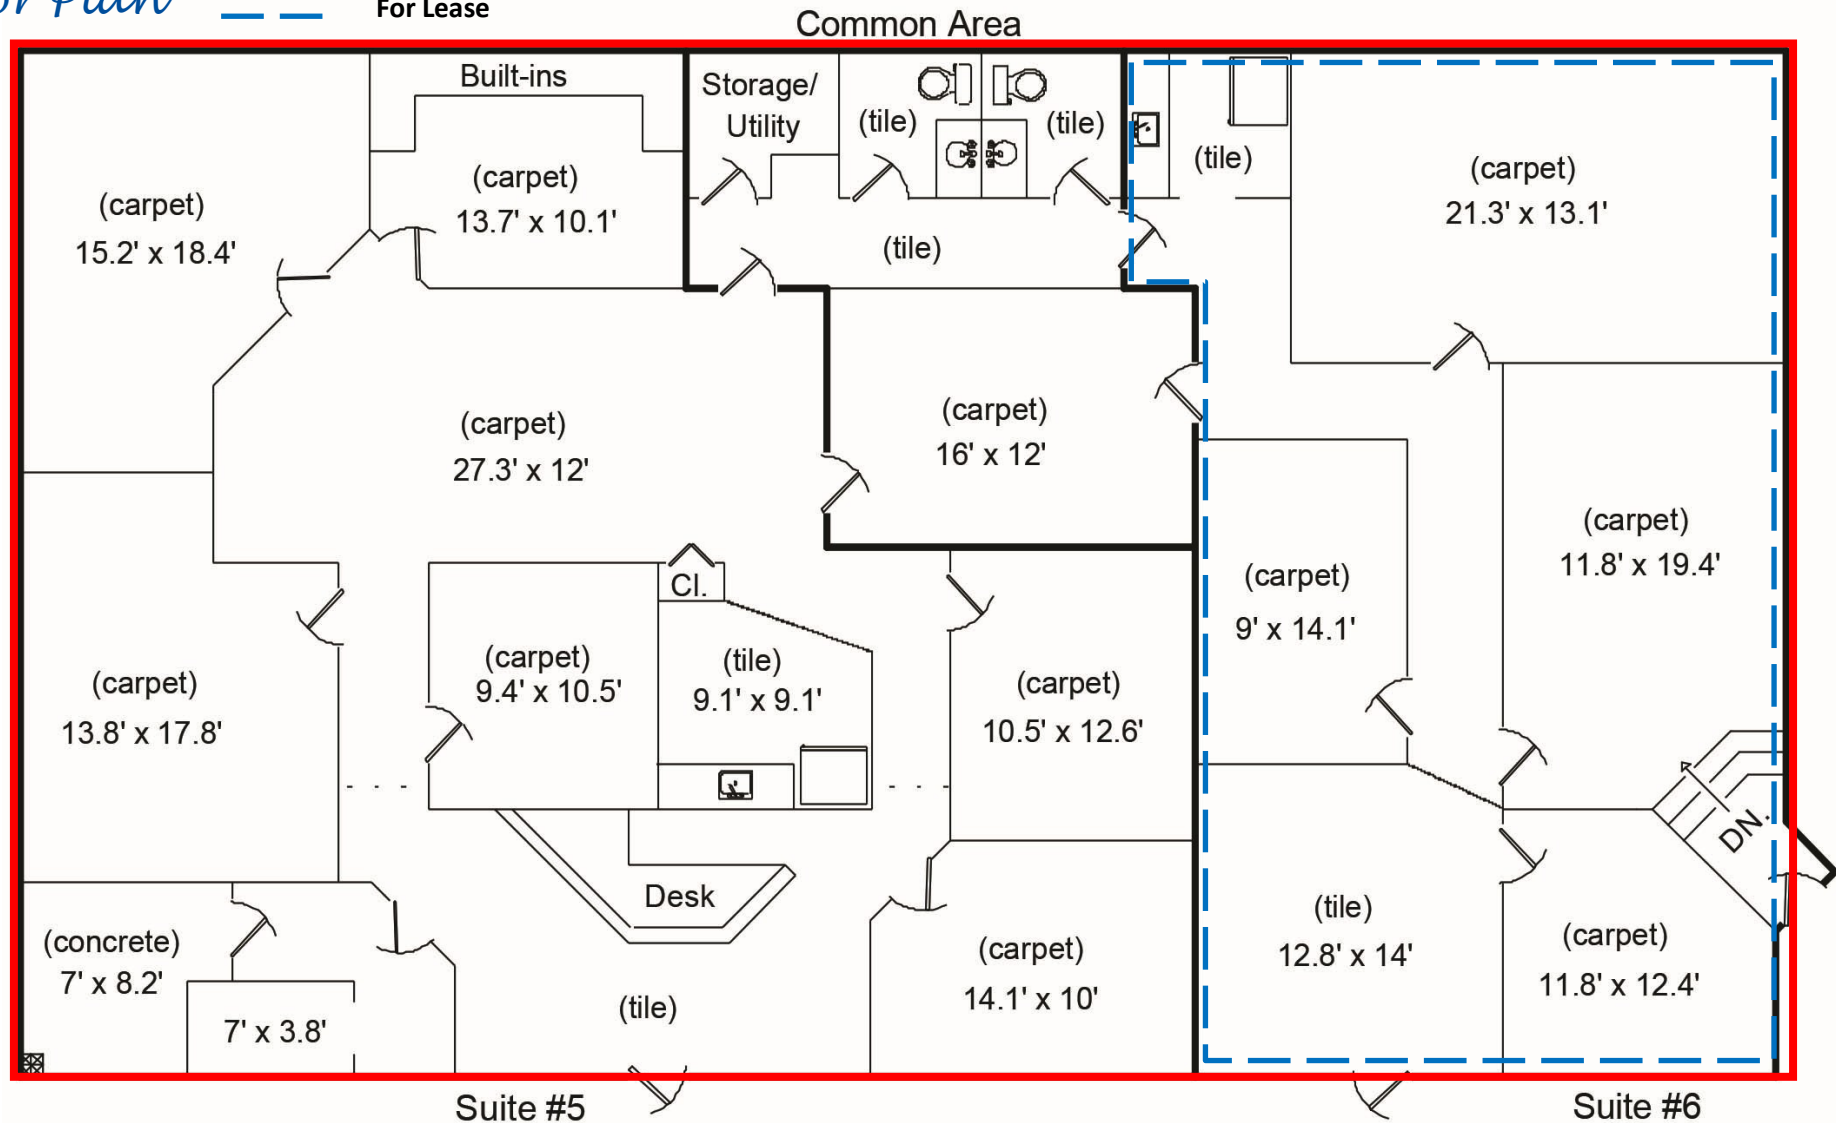 Plan
For Lease
Common Area
Built-ins
Storage/
Utility
(tile)
(tile)
(tile)
(carpet)
21.3' x 13.1'
(carpet)
13.7' x 10.1'
(carpet)
15.2' x 18.4'
(tile)
(carpet)
27.3' x 12'
(carpet)
16' x 12'
(carpet)
11.8' x 19.4'
(carpet)
9' x 14.1'
Cl.
(carpet)
9.4' x 10.5'
(tile)
9.1' x 9.1'
(carpet)
10.5' x 12.6'
(carpet)
13.8' x 17.8'
DN.
Desk
(tile)
12.8' x 14'
(carpet)
11.8' x 12.4'
(concrete)
7' x 8.2'
(carpet)
14.1' x 10'
(tile)
7' x 3.8'
Suite #5
Suite #6